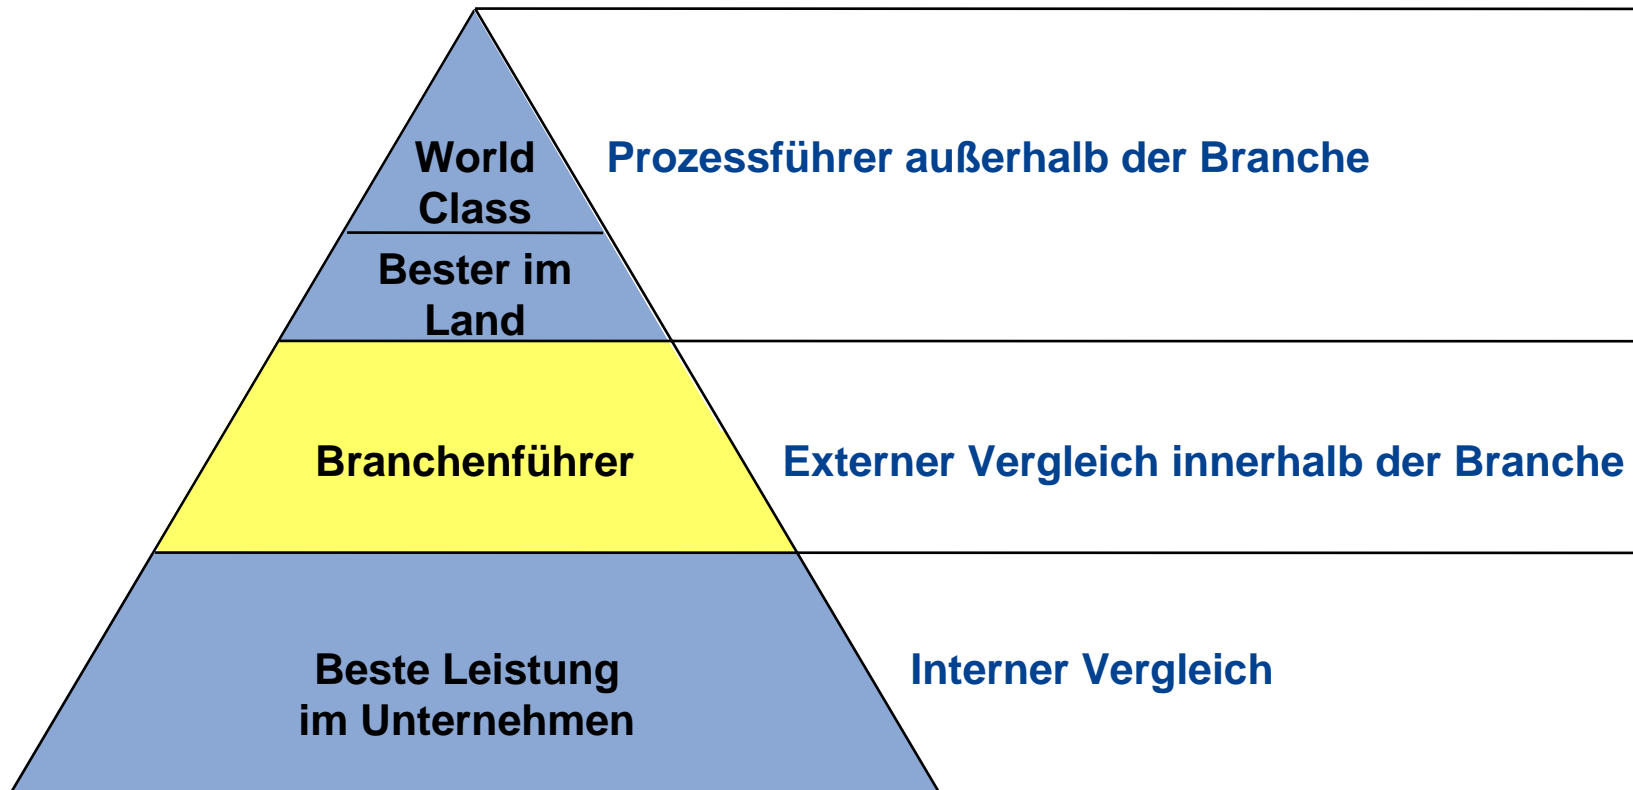 World
Class
Prozessführer außerhalb der Branche
Bester im
Land
Branchenführer
Externer Vergleich innerhalb der Branche
Beste Leistung
im Unternehmen
Interner Vergleich